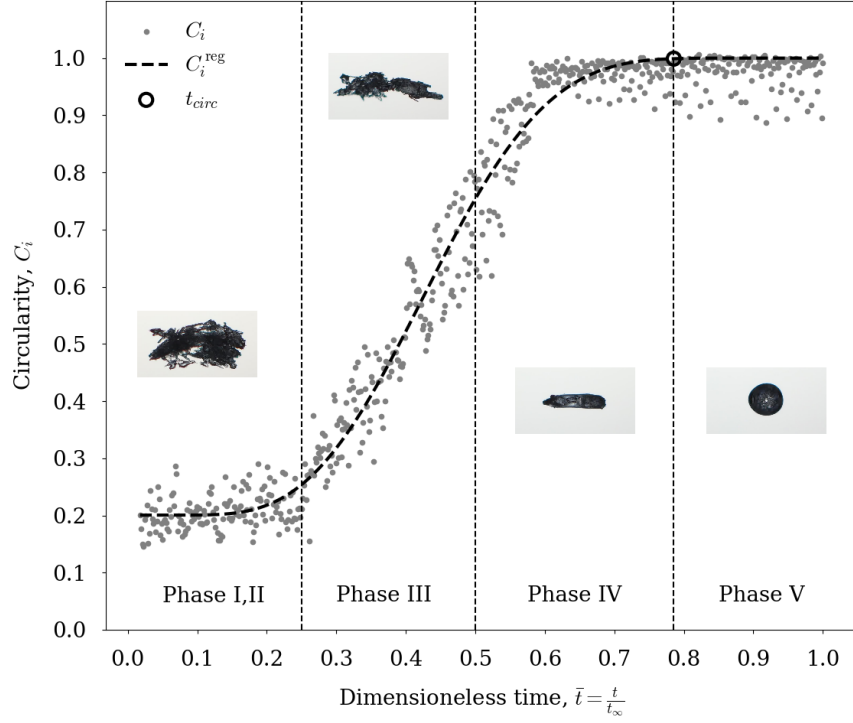 C_i
C_i^reg
t_circ
1.0
0.9
0.8
0.7
0.6
0.5
0.4
0.3
0.2
0.1
0.0
Circularity, C_i
Phase I,II
Phase III
Phase IV
Phase V
0.0 0.1 0.2 0.3 0.4 0.5 0.6 0.7 0.8 0.9 1.0
Dimensionless time, t̄ = t/t_∞